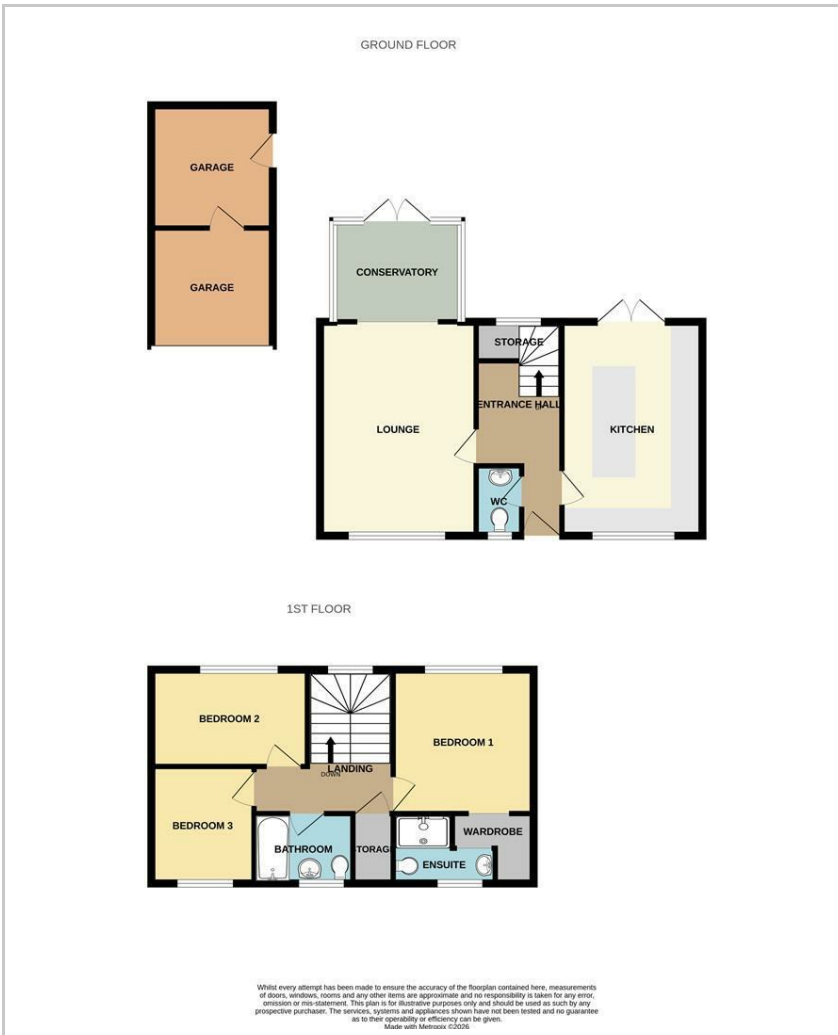 GROUND FLOOR
GARAGE
GARAGE
CONSERVATORY
STORAGE
ENTRANCE HALL
LOUNGE
KITCHEN
WC
1ST FLOOR
BEDROOM 2
BEDROOM 1
LANDING
DOWN
BEDROOM 3
WARDROBE
BATHROOM
STORAGE
ENSUITE
Whilst every attempt has been made to ensure the accuracy of the floorplan contained here, measurements
of doors, windows, rooms and any other items are approximate and no responsibility is taken for any error,
omission or mis-statement. This plan is for illustrative purposes only and should be used as such by any
prospective purchaser. The services, systems and appliances shown have not been tested and no guarantee
as to their operability or efficiency can be given.
Made with Metropix ©2026